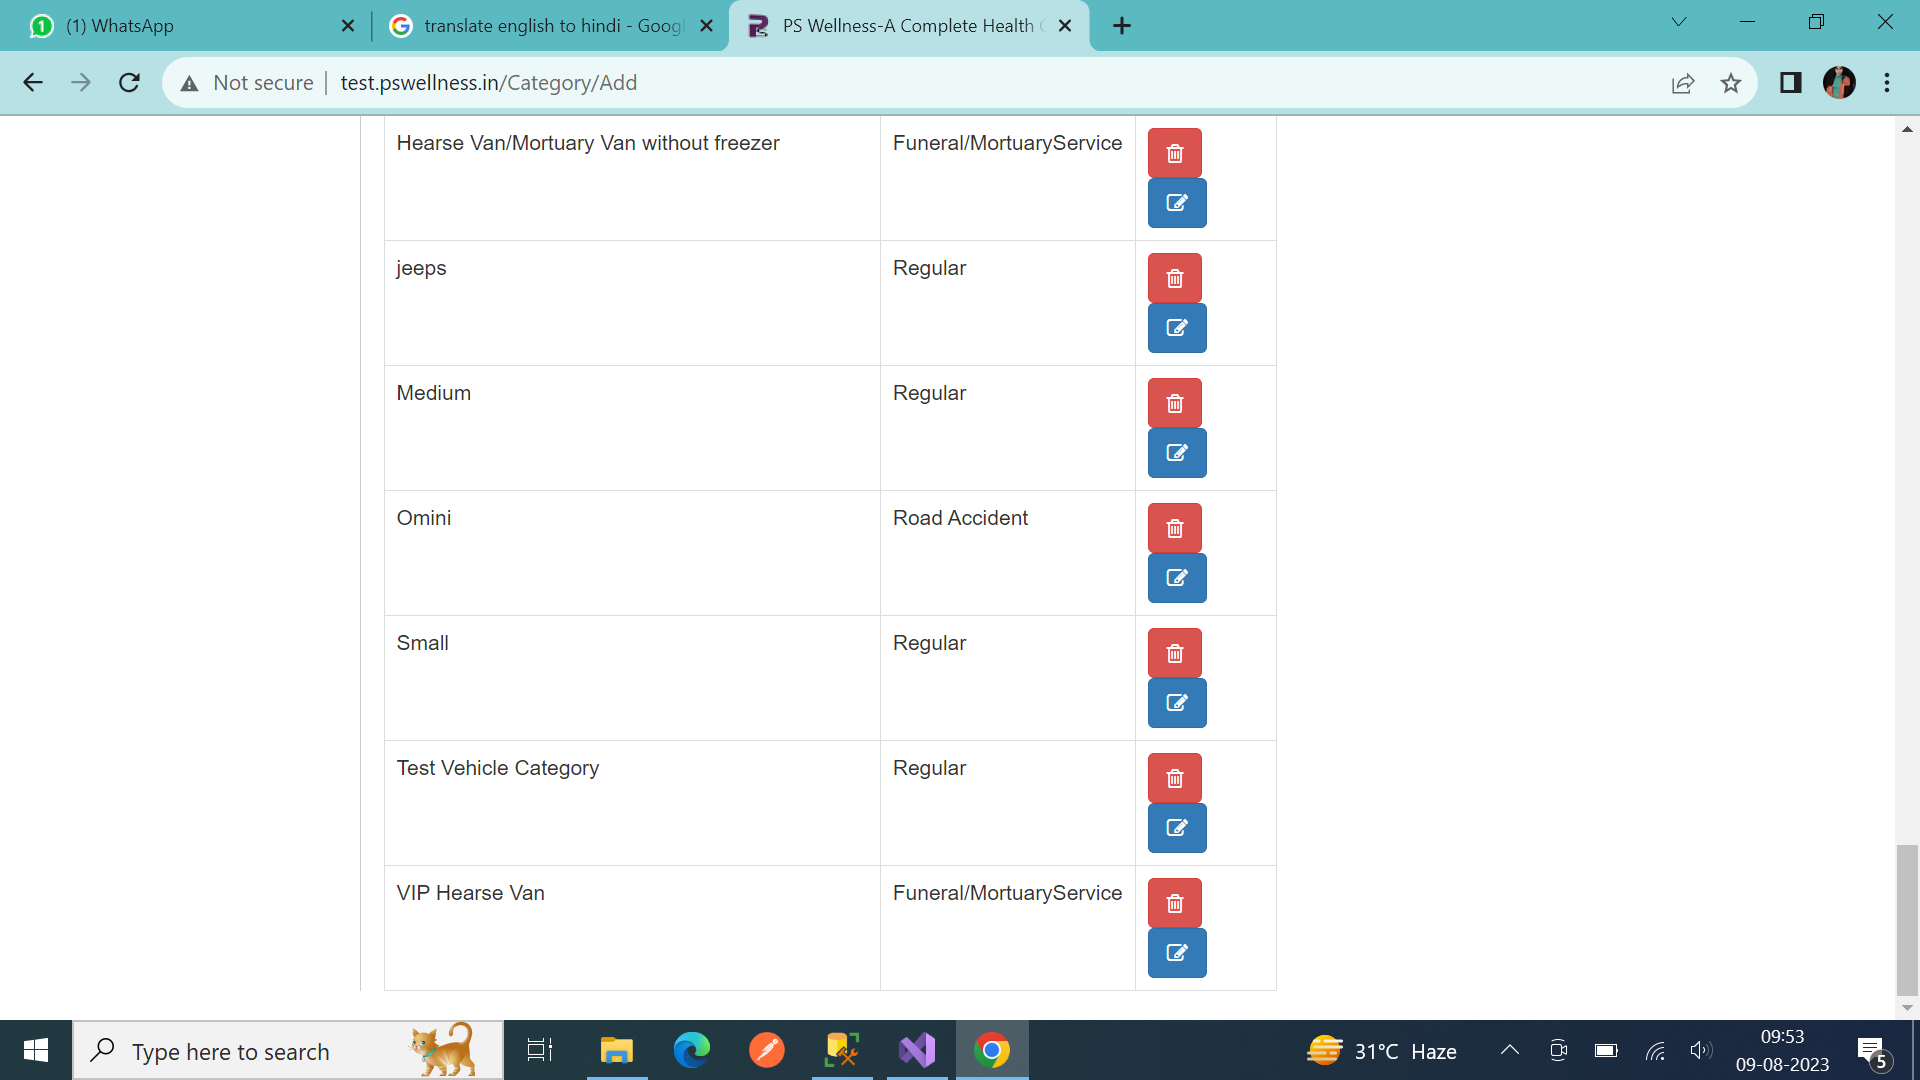 (1) WhatsApp
translate english to hindi - Googl
PS Wellness-A Complete Health
Not secure
test.pswellness.in/Category/Add
Hearse Van/Mortuary Van without freezer Funeral/MortuaryService
jeeps Regular
Medium Regular
Omini Road Accident
Small Regular
Test Vehicle Category Regular
VIP Hearse Van Funeral/MortuaryService
Type here to search
31°C Haze
09:53
09-08-2023
5